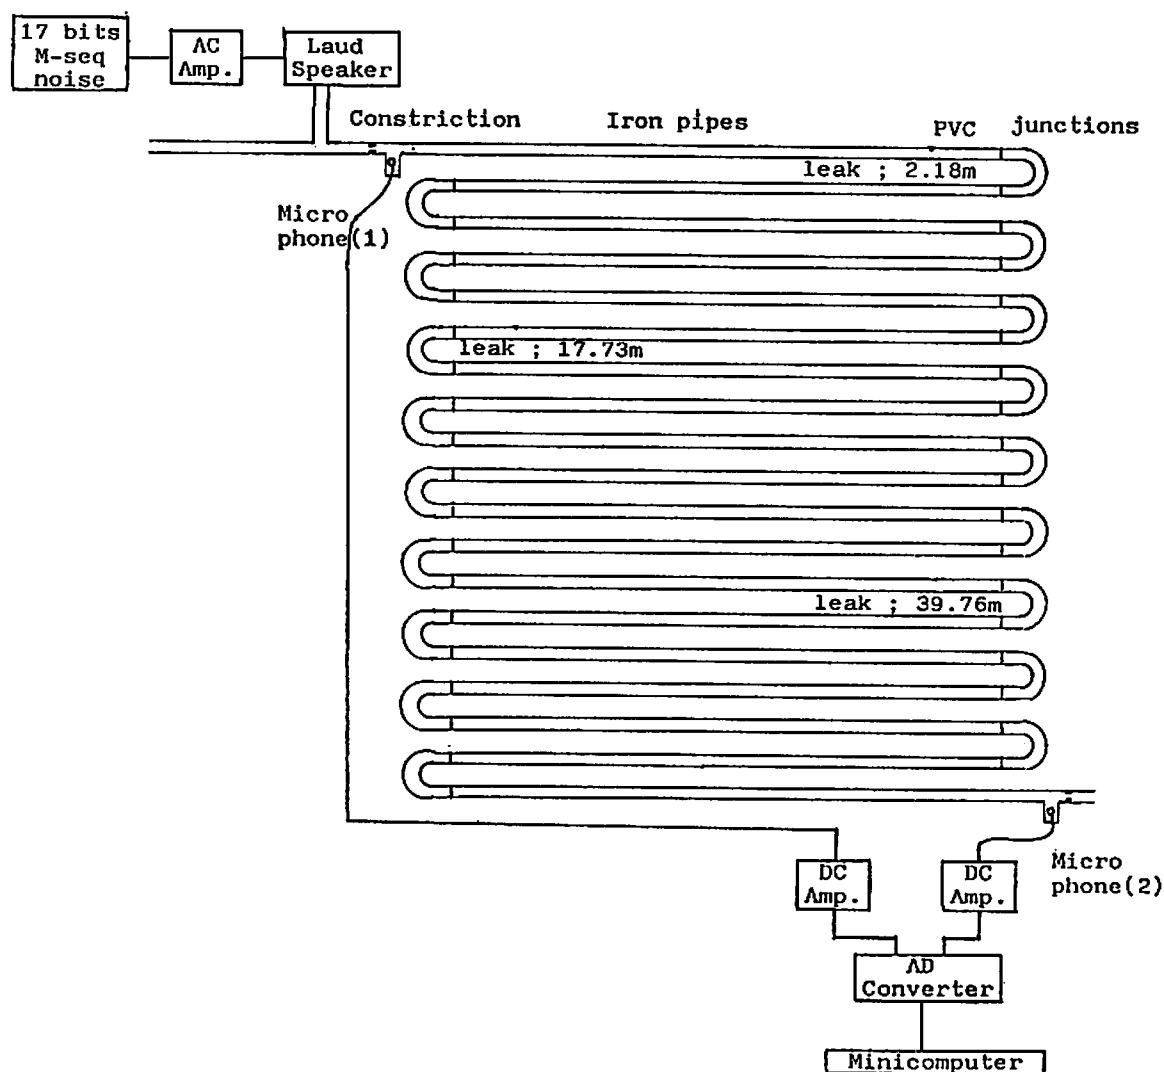 17 bits
M-seq
noise
AC
Amp.
Laud
Speaker
Constriction
Iron pipes
PVC junctions
leak ; 2.18m
Micro
phone(1)
leak ; 17.73m
leak ; 39.76m
Micro
phone(2)
DC
Amp.
DC
Amp.
AD
Converter
Minicomputer